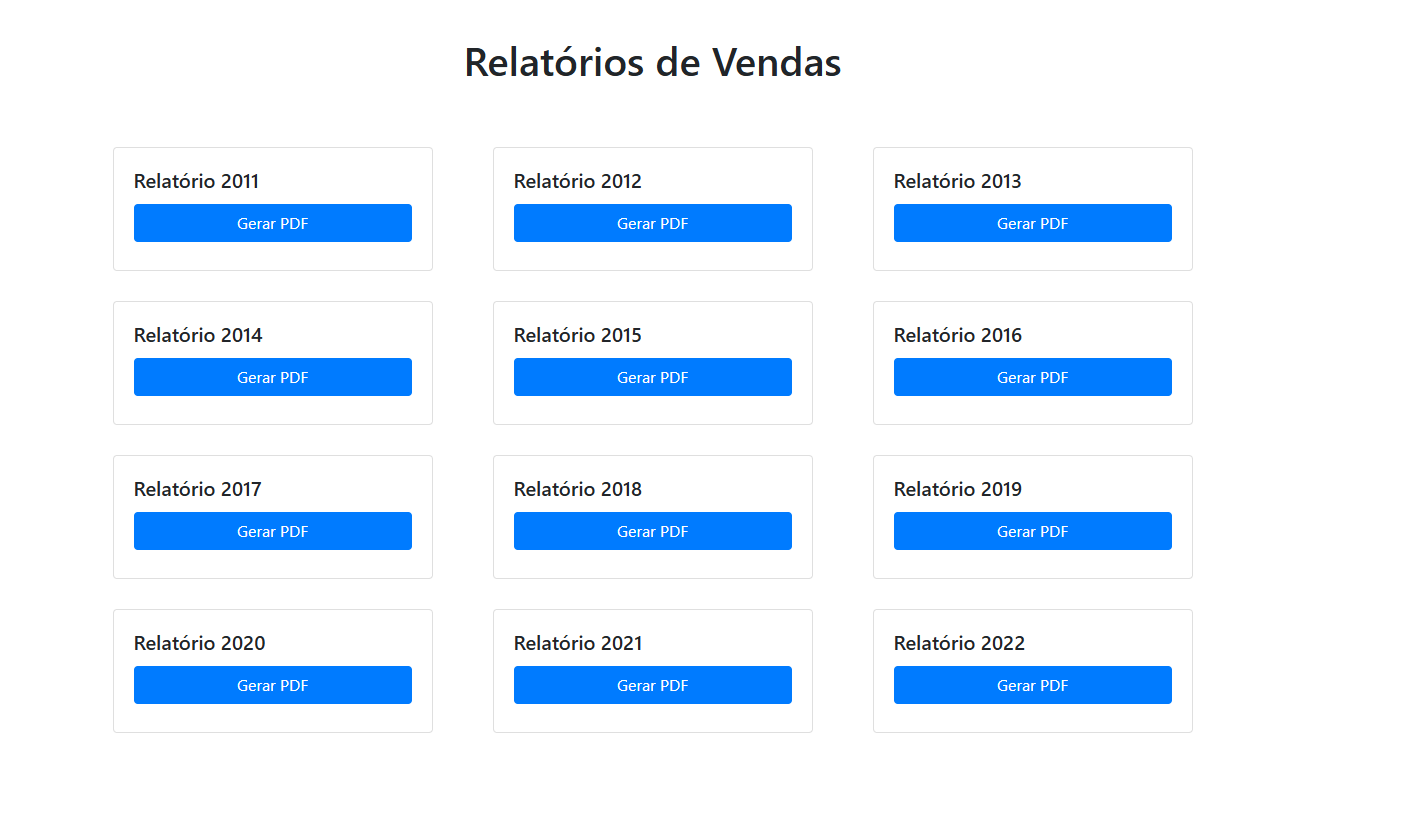 Relatórios de Vendas
Relatório 2011
Gerar PDF
Relatório 2012
Gerar PDF
Relatório 2013
Gerar PDF
Relatório 2014
Gerar PDF
Relatório 2015
Gerar PDF
Relatório 2016
Gerar PDF
Relatório 2017
Gerar PDF
Relatório 2018
Gerar PDF
Relatório 2019
Gerar PDF
Relatório 2020
Gerar PDF
Relatório 2021
Gerar PDF
Relatório 2022
Gerar PDF